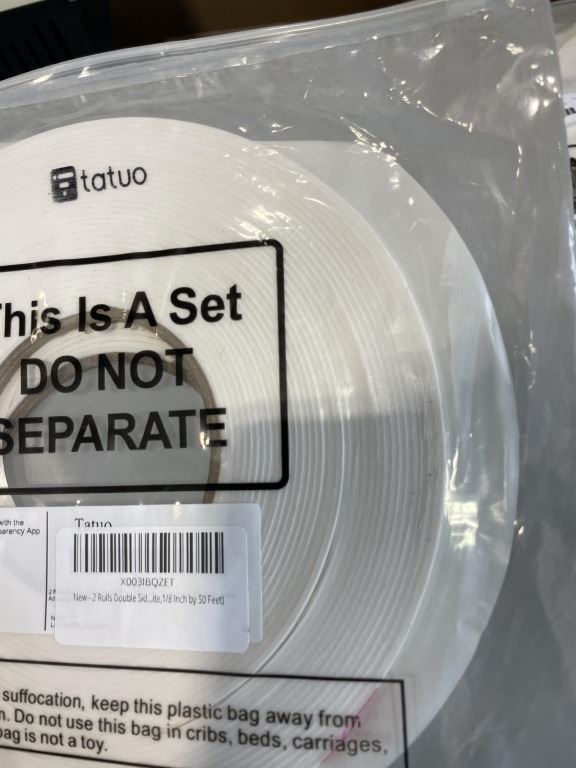 tatuo
This Is A Set
DO NOT
SEPARATE
with the
parency App
Tatuo
X003IBQZET
New - 2 Rolls Double Sid...ite,1/8 Inch by 50 Feet)
suffocation, keep this plastic bag away from
n. Do not use this bag in cribs, beds, carriages,
bag is not a toy.